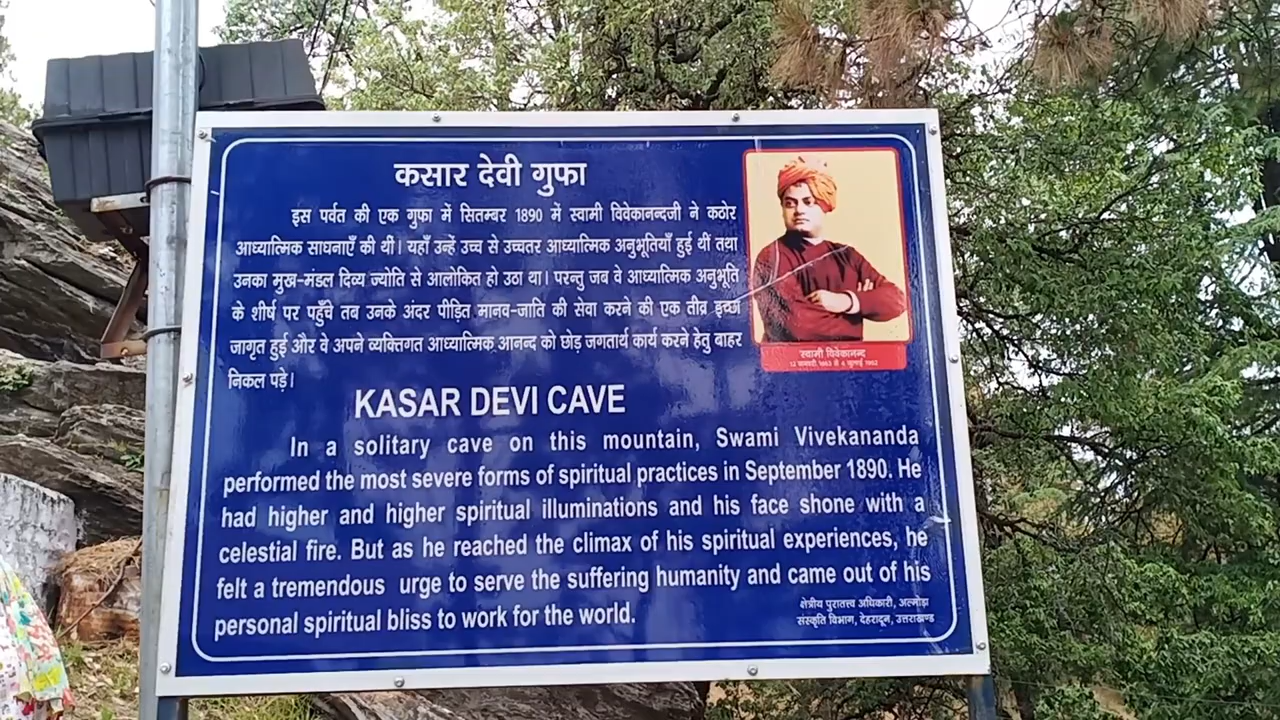 कसार देवी गुफा
इस पर्वत की एक गुफा में सितम्बर 1890 में स्वामी विवेकानन्दजी ने कठोर
आध्यात्मिक साधनाएँ की थी। यहाँ उन्हें उच्च से उच्चतर आध्यात्मिक अनुभूतियाँ हुई थीं तथा
उनका मुख-मंडल दिव्य ज्योति से आलोकित हो उठा था। परन्तु जब वे आध्यात्मिक अनुभूति
के शीर्ष पर पहुँचे तब उनके अंदर पीड़ित मानव-जाति की सेवा करने की एक तीव्र इच्छा
जागृत हुई और वे अपने व्यक्तिगत आध्यात्मिक आनन्द को छोड़ जगतार्थ कार्य करने हेतु बाहर
निकल पड़े।
स्वामी विवेकानन्द
12 जनवरी, 1863 से 4 जुलाई 1902
KASAR DEVI CAVE
In a solitary cave on this mountain, Swami Vivekananda
performed the most severe forms of spiritual practices in September 1890. He
had higher and higher spiritual illuminations and his face shone with a
celestial fire. But as he reached the climax of his spiritual experiences, he
felt a tremendous urge to serve the suffering humanity and came out of his
personal spiritual bliss to work for the world.
क्षेत्रीय पुरातत्व अधिकारी, अल्मोड़ा
संस्कृति विभाग, देहरादून, उत्तराखण्ड